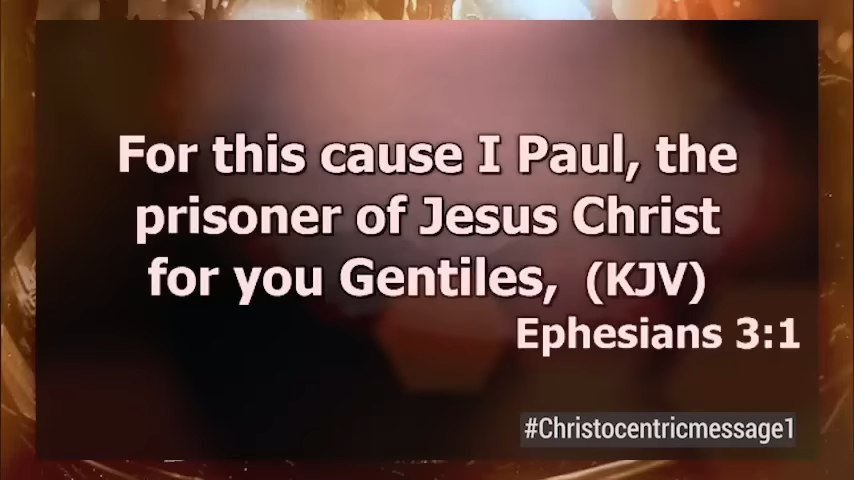 For this cause I Paul, the
prisoner of Jesus Christ
for you Gentiles, (KJV)
Ephesians 3:1
#Christocentricmessage1